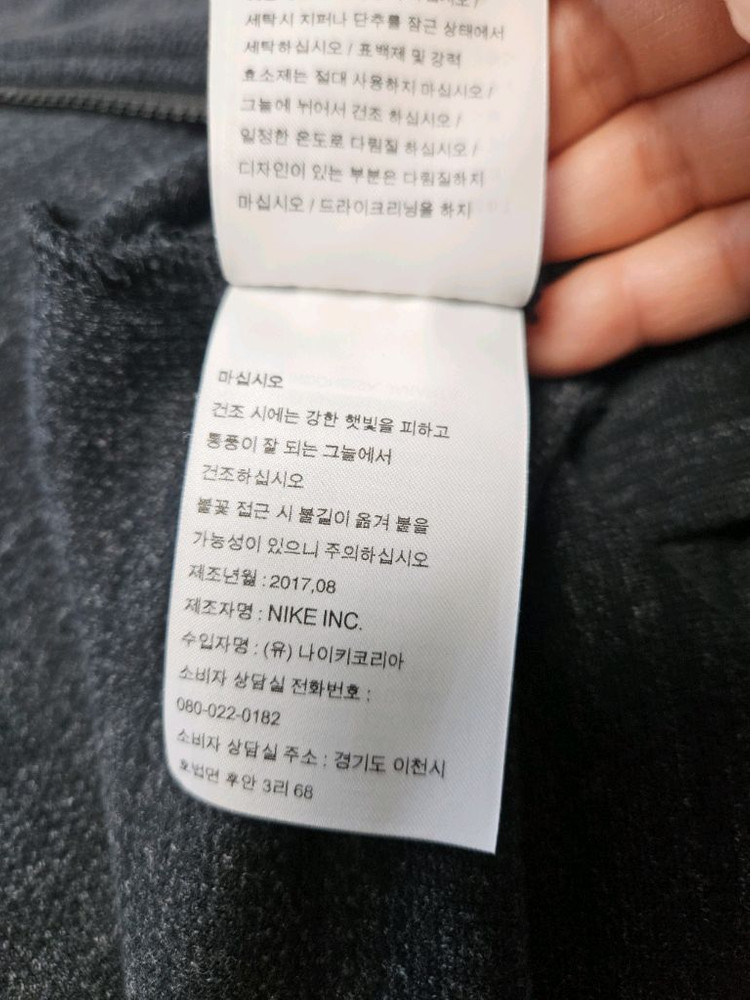 세탁시 지퍼나 단추를 잠근 상태에서
세탁하십시오 / 표백제 및 강력
효소제는 절대 사용하지 마십시오 /
그늘에 뉘어서 건조 하십시오 /
일정한 온도로 다림질 하십시오 /
디자인이 있는 부분은 다림질하지
마십시오 / 드라이크리닝을 하지
마십시오
건조 시에는 강한 햇빛을 피하고
통풍이 잘 되는 그늘에서
건조하십시오
불꽃 접근 시 불길이 옮겨 붙을
가능성이 있으니 주의하십시오
제조년월 : 2017,08
제조자명 : NIKE INC.
수입자명 : (유) 나이키코리아
소비자 상담실 전화번호 :
080-022-0182
소비자 상담실 주소 : 경기도 이천시
호법면 후안 3리 68